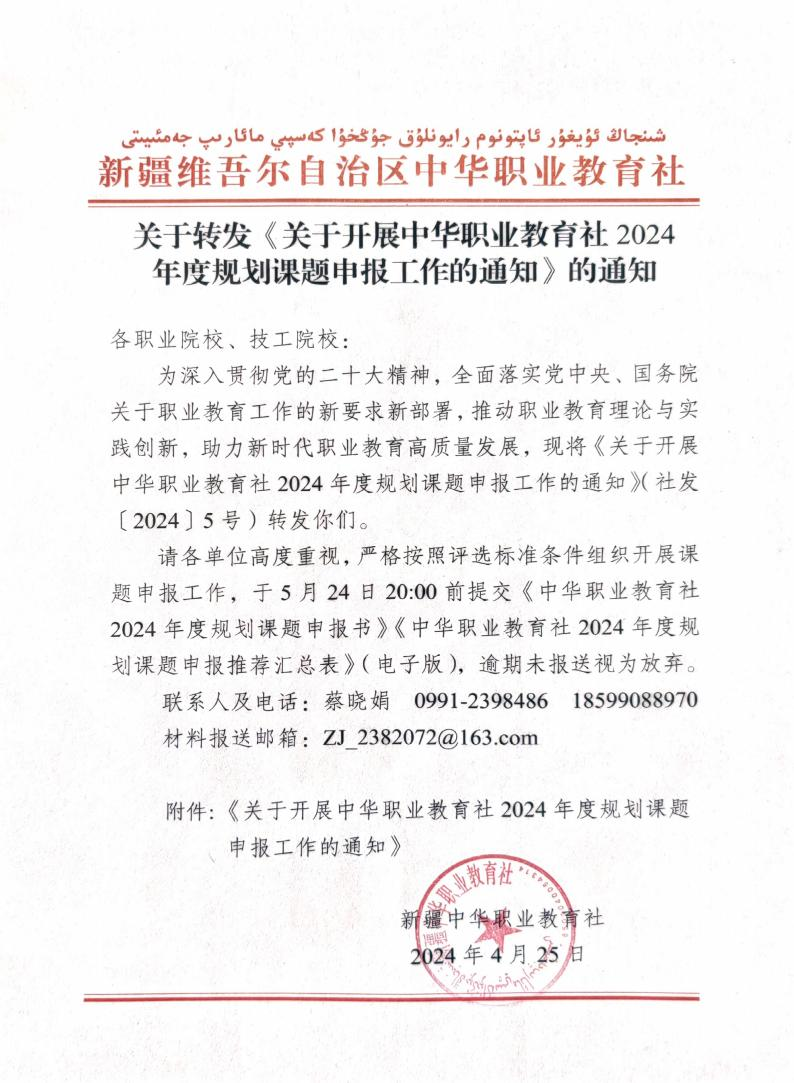 شىنجاڭ ئۇيغۇر ئاپتونوم رايونلۇق جۇڭخۇا كەسپىي مائارىپ جەمئىيىتى
新疆维吾尔自治区中华职业教育社
关于转发《关于开展中华职业教育社 2024
年度规划课题申报工作的通知》的通知
各职业院校、技工院校：
为深入贯彻党的二十大精神，全面落实党中央、国务院
关于职业教育工作的新要求新部署，推动职业教育理论与实
践创新，助力新时代职业教育高质量发展，现将《关于开展
中华职业教育社 2024 年度规划课题申报工作的通知》（社发
〔2024〕5 号）转发你们。
请各单位高度重视，严格按照评选标准条件组织开展课
题申报工作，于 5 月 24 日 20:00 前提交《中华职业教育社
2024 年度规划课题申报书》《中华职业教育社 2024 年度规
划课题申报推荐汇总表》（电子版），逾期未报送视为放弃。
联系人及电话：蔡晓娟 0991-2398486 18599088970
材料报送邮箱：ZJ_2382072@163.com
附件：《关于开展中华职业教育社 2024 年度规划课题
申报工作的通知》
新疆中华职业教育社
2024 年 4 月 25 日